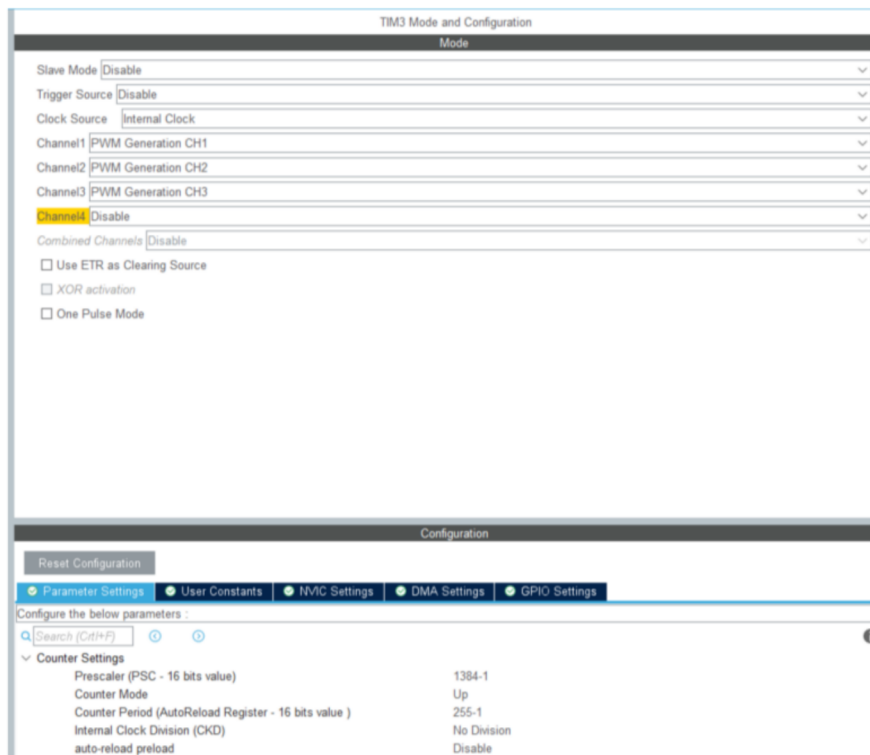 TIM3 Mode and Configuration
Mode
Slave Mode Disable
Trigger Source Disable
Clock Source Internal Clock
Channel1 PWM Generation CH1
Channel2 PWM Generation CH2
Channel3 PWM Generation CH3
Channel4 Disable
Combined Channels Disable
Use ETR as Clearing Source
XOR activation
One Pulse Mode
Configuration
Reset Configuration
Parameter Settings User Constants NVIC Settings DMA Settings GPIO Settings
Configure the below parameters :
Search (Crtl+F)
Counter Settings
Prescaler (PSC - 16 bits value) 1384-1
Counter Mode Up
Counter Period (AutoReload Register - 16 bits value ) 255-1
Internal Clock Division (CKD) No Division
auto-reload preload Disable